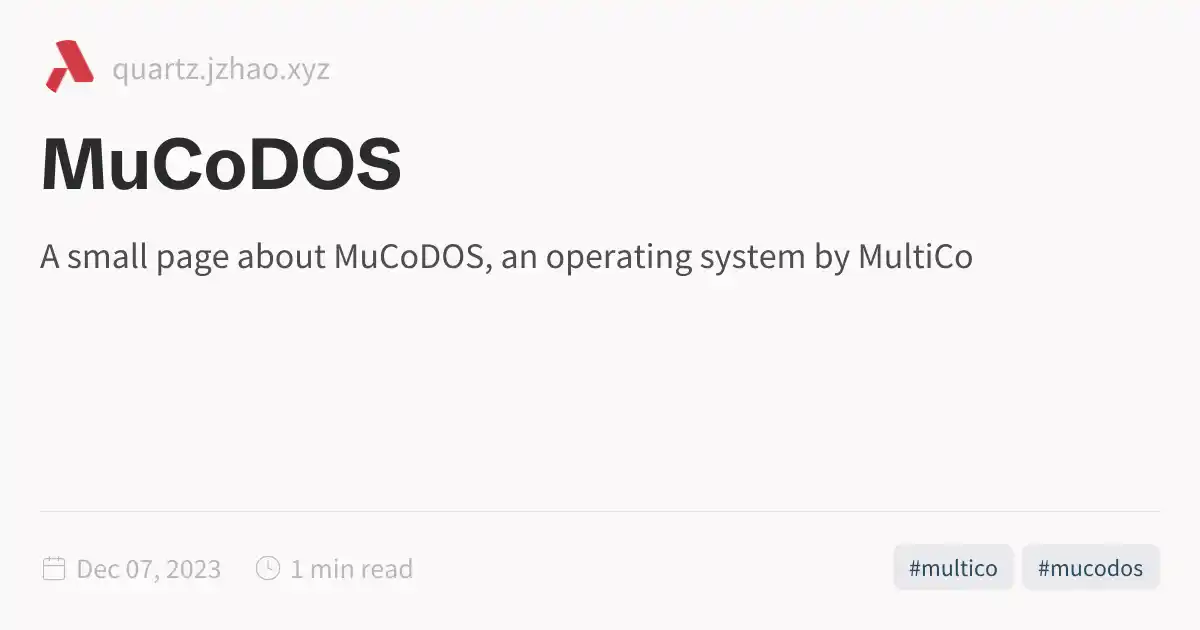 quartz.jzhao.xyz
MuCoDOS
A small page about MuCoDOS, an operating system by MultiCo
Dec 07, 2023 1 min read #multico #mucodos